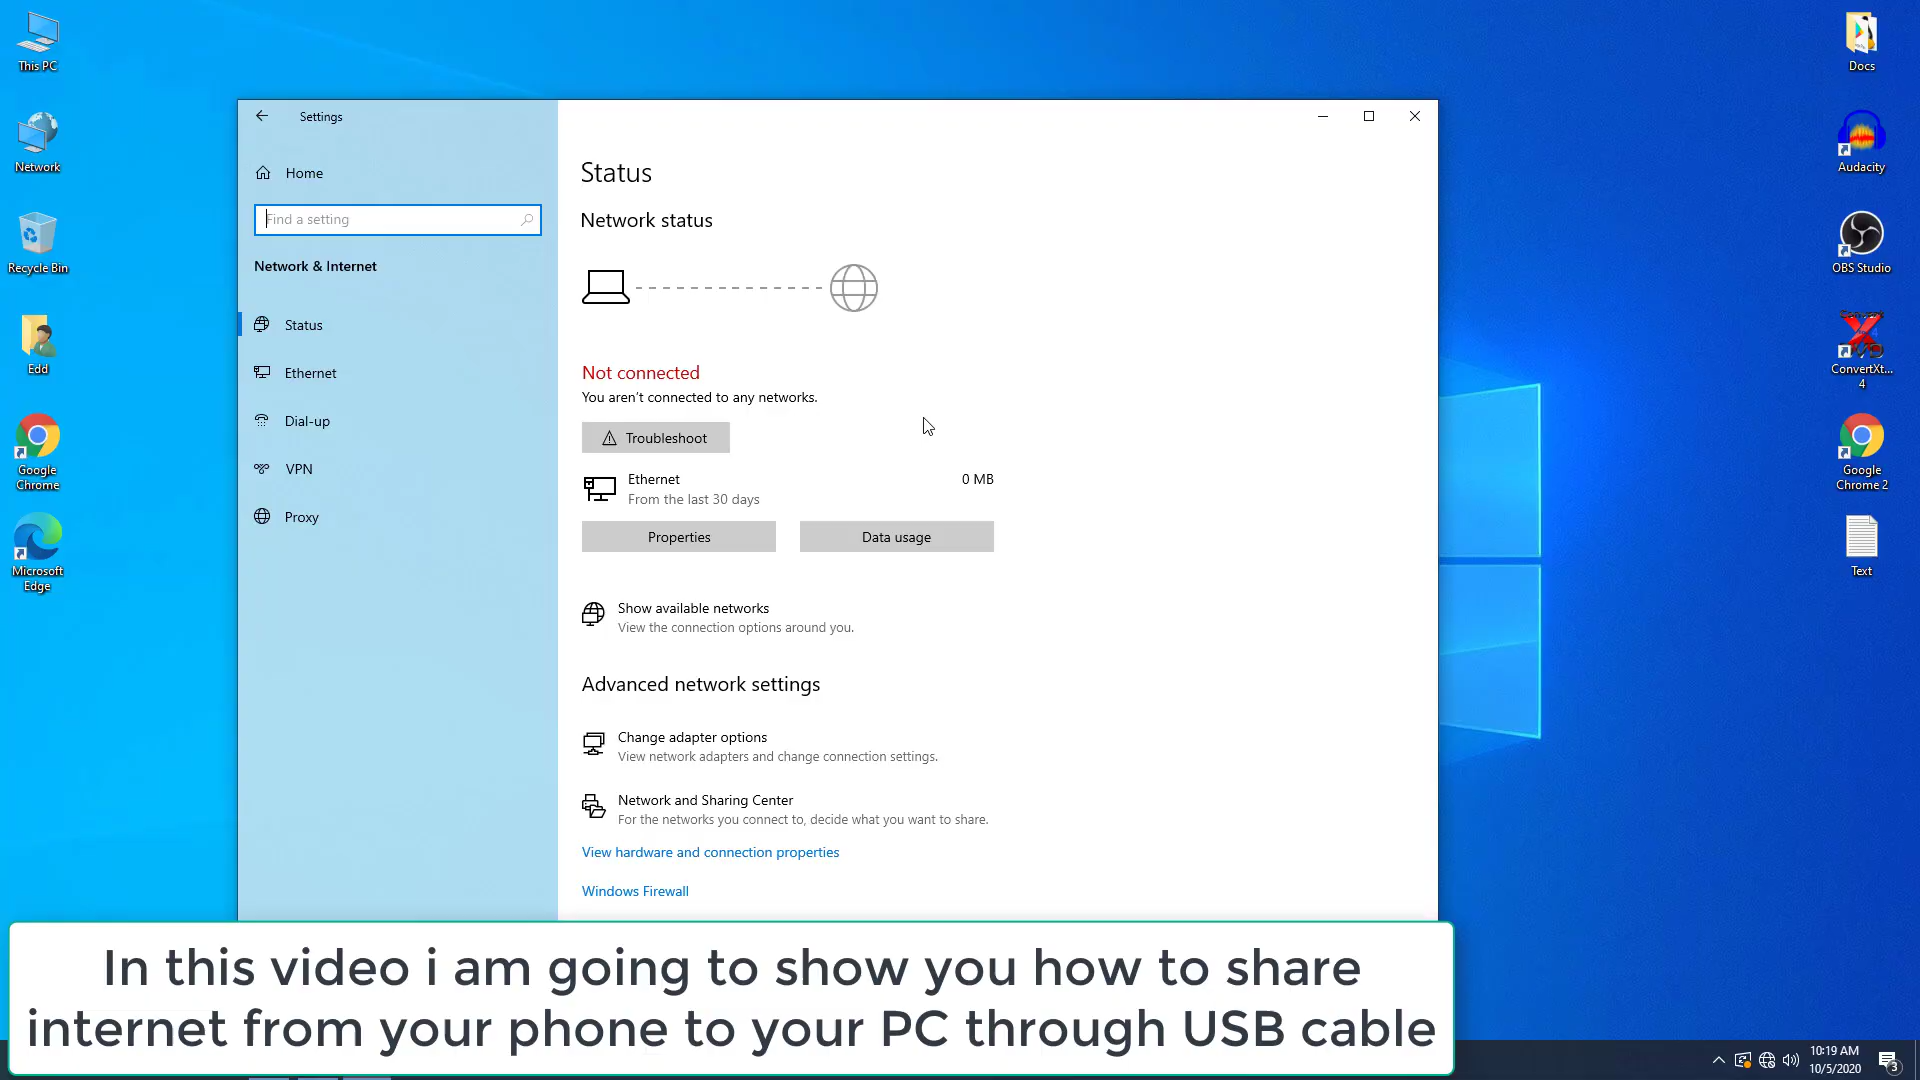 This PC
Network
Recycle Bin
Edd
Google
Chrome
Microsoft
Edge
Settings
Home
Find a setting
Network & Internet
Status
Ethernet
Dial-up
VPN
Proxy
Status
Network status
Not connected
You aren't connected to any networks.
Troubleshoot
Ethernet 0 MB
From the last 30 days
Properties Data usage
Show available networks
View the connection options around you.
Advanced network settings
Change adapter options
View network adapters and change connection settings.
Network and Sharing Center
For the networks you connect to, decide what you want to share.
View hardware and connection properties
Windows Firewall
Docs
Audacity
OBS Studio
ConvertXt...
4
Google
Chrome 2
Text
In this video i am going to show you how to share
internet from your phone to your PC through USB cable
10:19 AM
10/5/2020
3